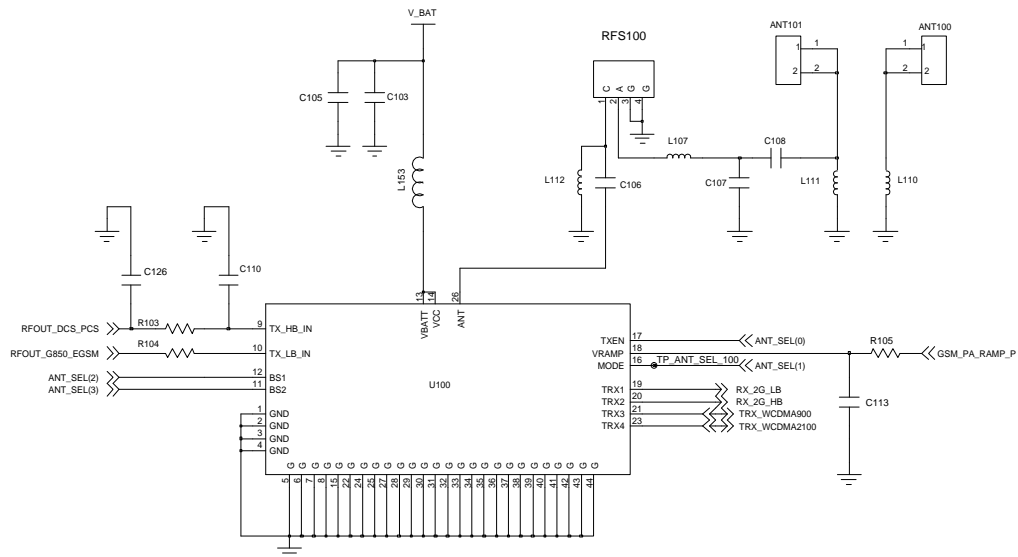 V_BAT
RFS100
ANT101
ANT100
1 1
2 2
1 1
2 2
C105
C103
C A G G
1 2 3 4
L107
C108
L153
L112
C106
C107
L111
L110
C126
C110
13 14 26
VBATT VCC ANT
RFOUT_DCS_PCS
R103
9 TX_HB_IN
RFOUT_G850_EGSM
R104
10 TX_LB_IN
ANT_SEL(2)
12 BS1
ANT_SEL(3)
11 BS2
U100
1 GND
2 GND
3 GND
4 GND
TXEN 17 ANT_SEL(0)
VRAMP 18
R105
GSM_PA_RAMP_P
MODE 16 TP_ANT_SEL_100 ANT_SEL(1)
TRX1 19 RX_2G_LB
TRX2 20 RX_2G_HB
TRX3 21 TRX_WCDMA900
TRX4 23 TRX_WCDMA2100
C113
G G G G G G G G G G G G G G G G G G G G G G G G G G
5 6 7 8 15 22 24 25 27 28 29 30 31 32 33 34 35 36 37 38 39 40 41 42 43 44